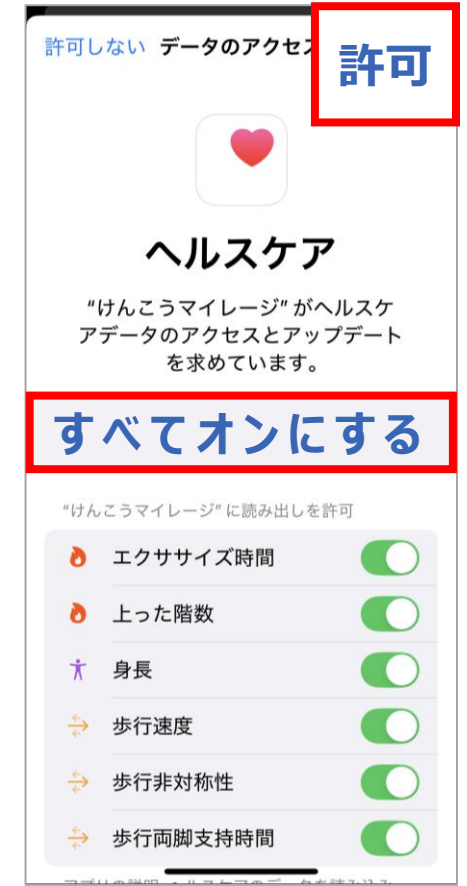 許可しない データのアクセス
許可
ヘルスケア
“けんこうマイレージ” がヘルスケ
アデータのアクセスとアップデート
を求めています。
すべてオンにする
“けんこうマイレージ” に読み出しを許可
エクササイズ時間
上った階数
身長
歩行速度
歩行非対称性
歩行両脚支持時間